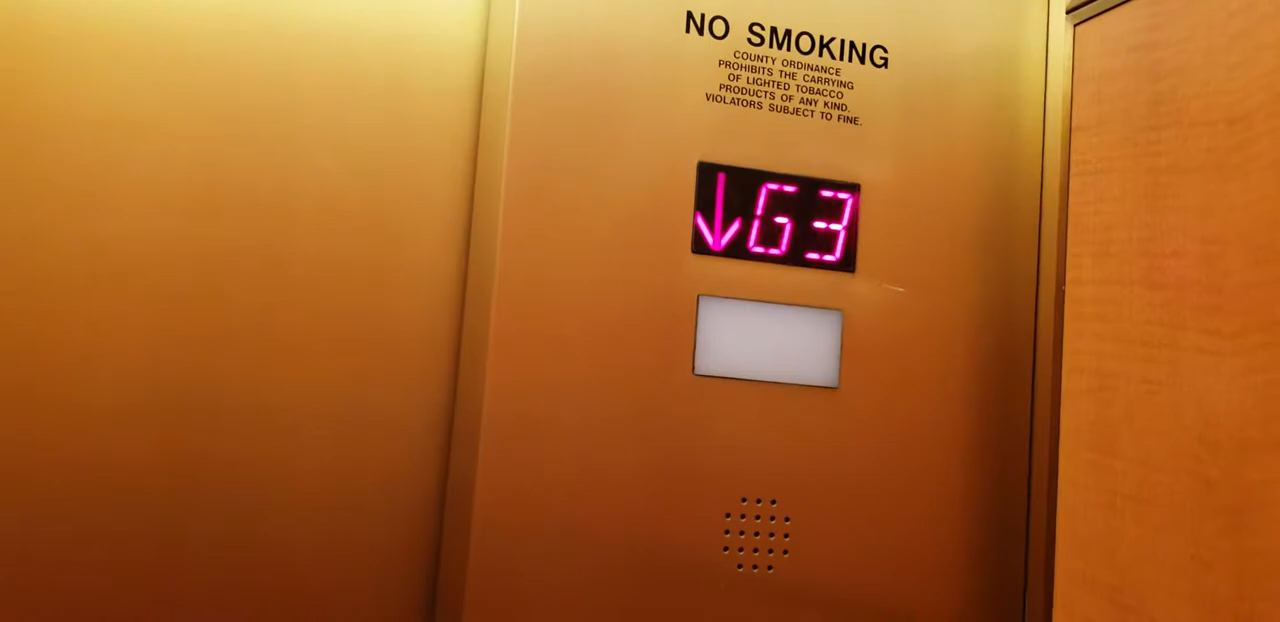 NO SMOKING
COUNTY ORDINANCE
PROHIBITS THE CARRYING
OF LIGHTED TOBACCO
PRODUCTS OF ANY KIND.
VIOLATORS SUBJECT TO FINE.
↓G3